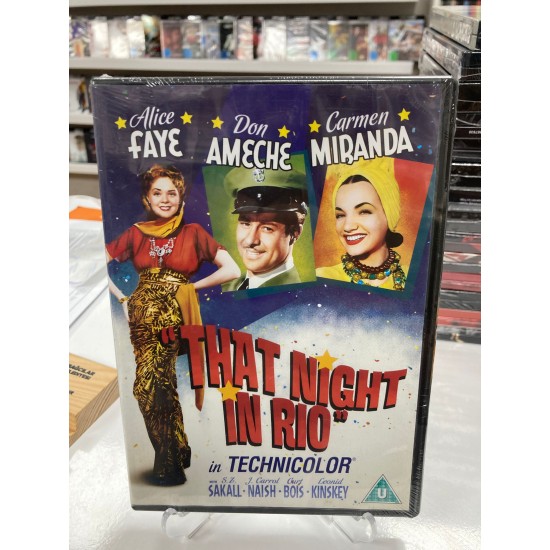 Alice Don Carmen
FAYE AMECHE MIRANDA
"THAT NIGHT
IN RIO"
in TECHNICOLOR®
with S.Z. J. Carrol Curt Leonid
SAKALL - NAISH - BOIS - KINSKEY
U